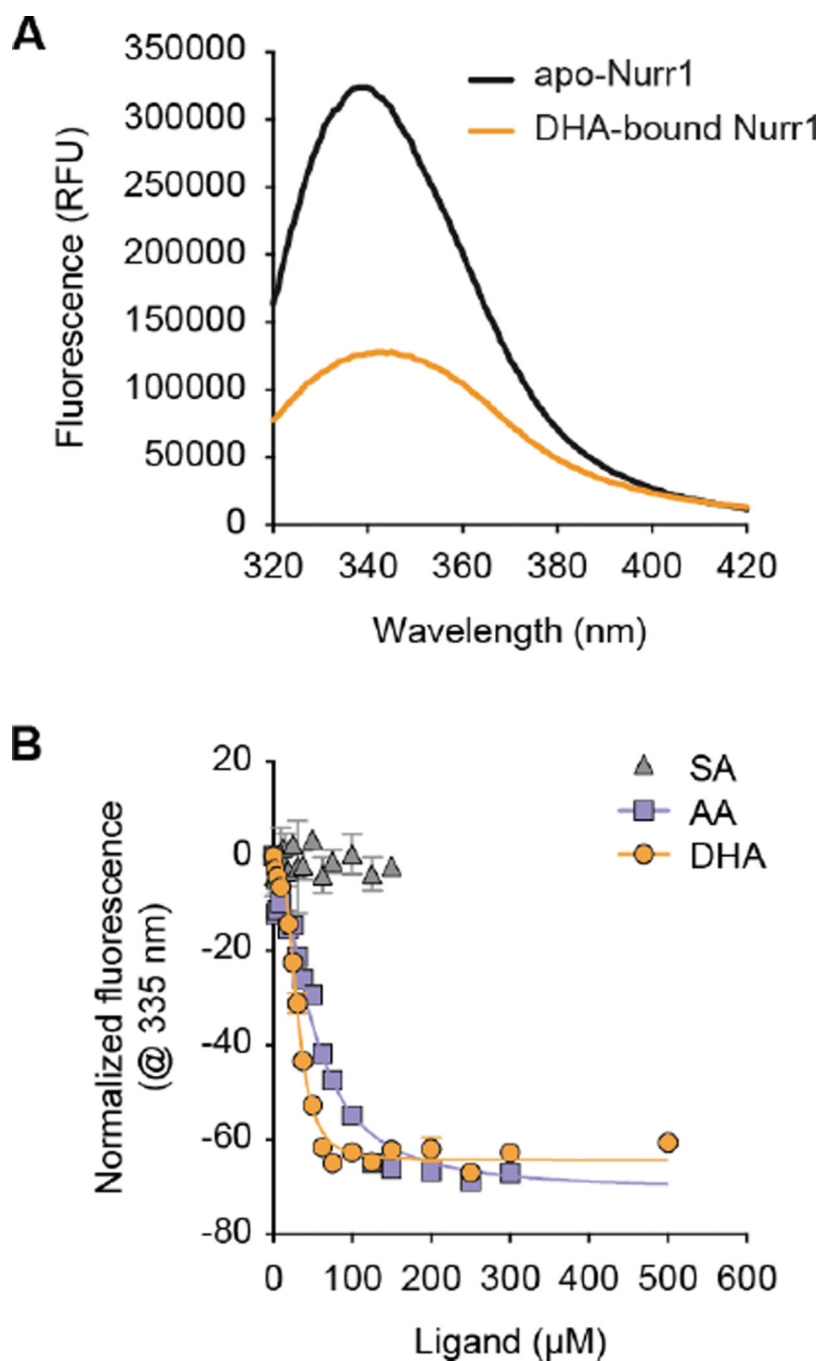 A
350000
300000
250000
200000
150000
100000
50000
0
Fluorescence (RFU)
apo-Nurr1
DHA-bound Nurr1
320 340 360 380 400 420
Wavelength (nm)
B
20
0
-20
-40
-60
-80
Normalized fluorescence
(@ 335 nm)
SA
AA
DHA
0 100 200 300 400 500 600
Ligand (µM)